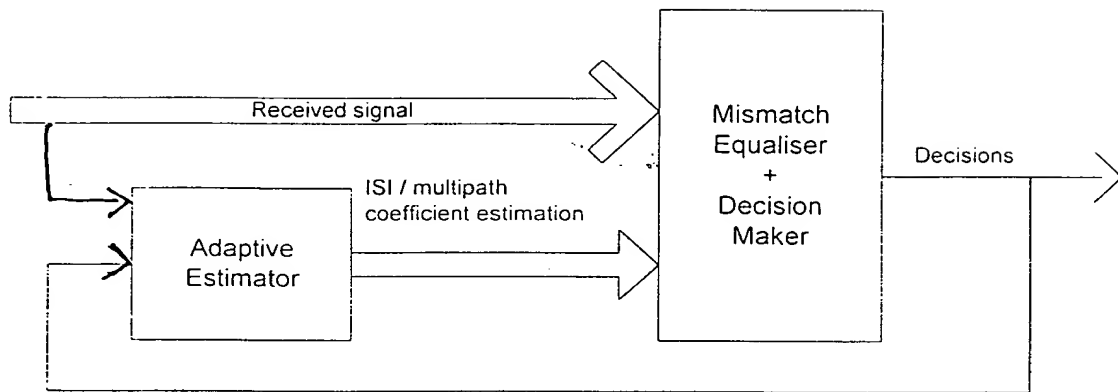 Received signal
Mismatch
Equaliser
+
Decision
Maker
Decisions
ISI / multipath
coefficient estimation
Adaptive
Estimator